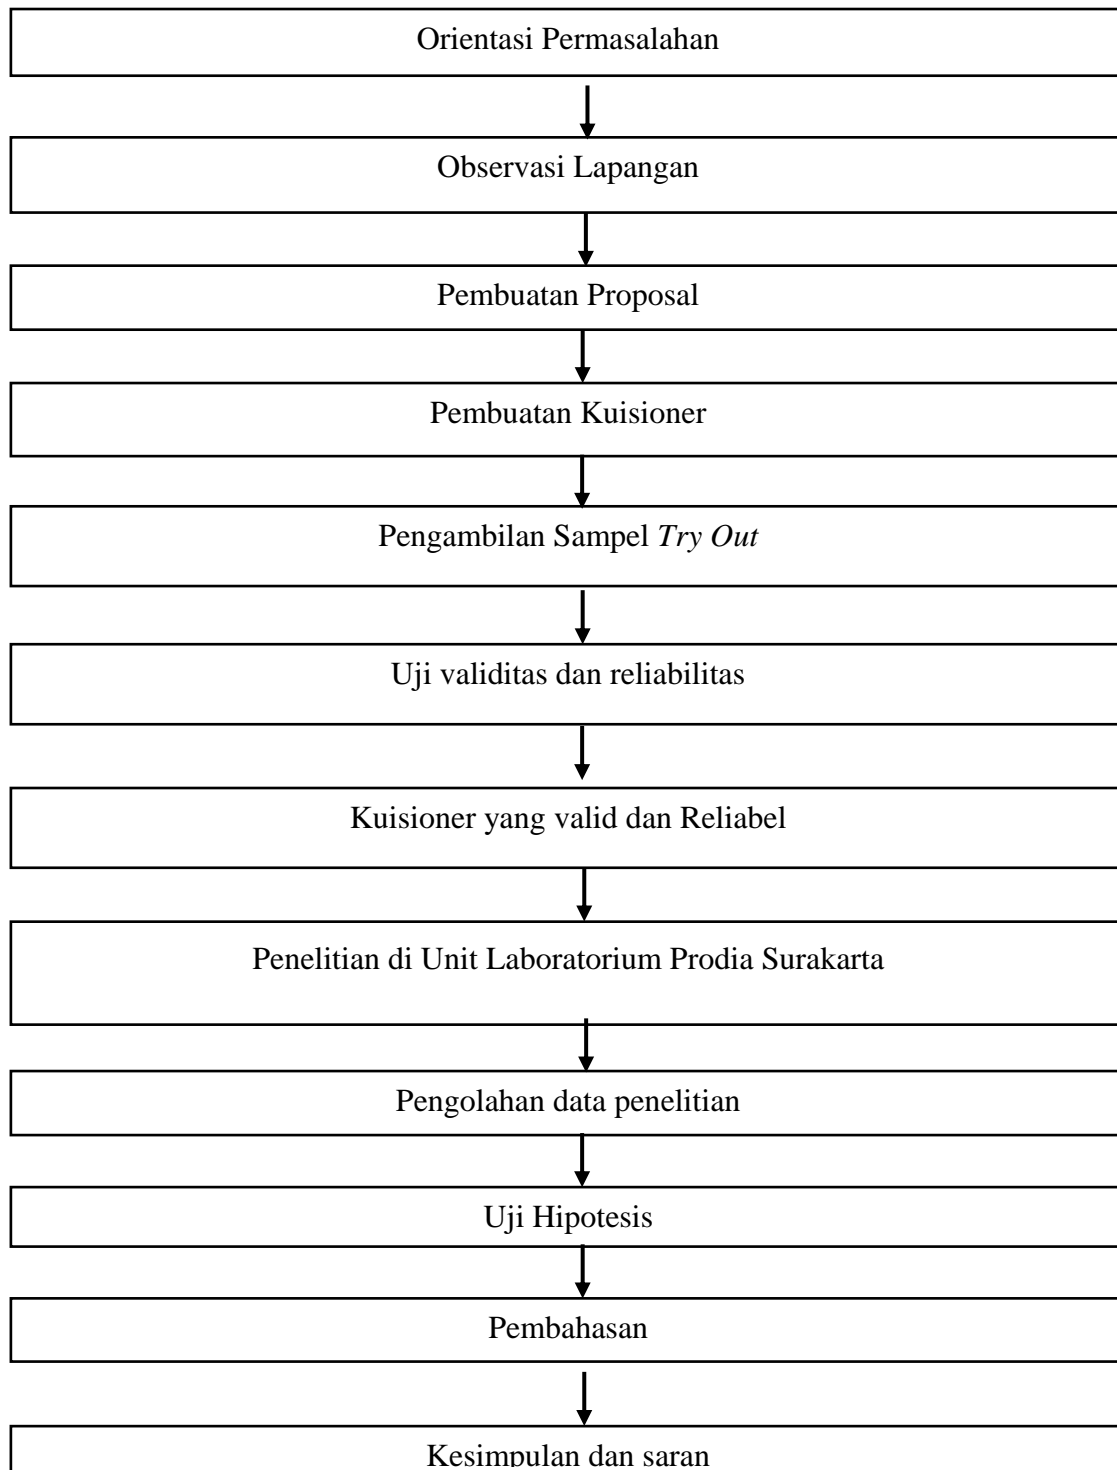 Orientasi Permasalahan
Observasi Lapangan
Pembuatan Proposal
Pembuatan Kuisioner
Pengambilan Sampel Try Out
Uji validitas dan reliabilitas
Kuisioner yang valid dan Reliabel
Penelitian di Unit Laboratorium Prodia Surakarta
Pengolahan data penelitian
Uji Hipotesis
Pembahasan
Kesimpulan dan saran